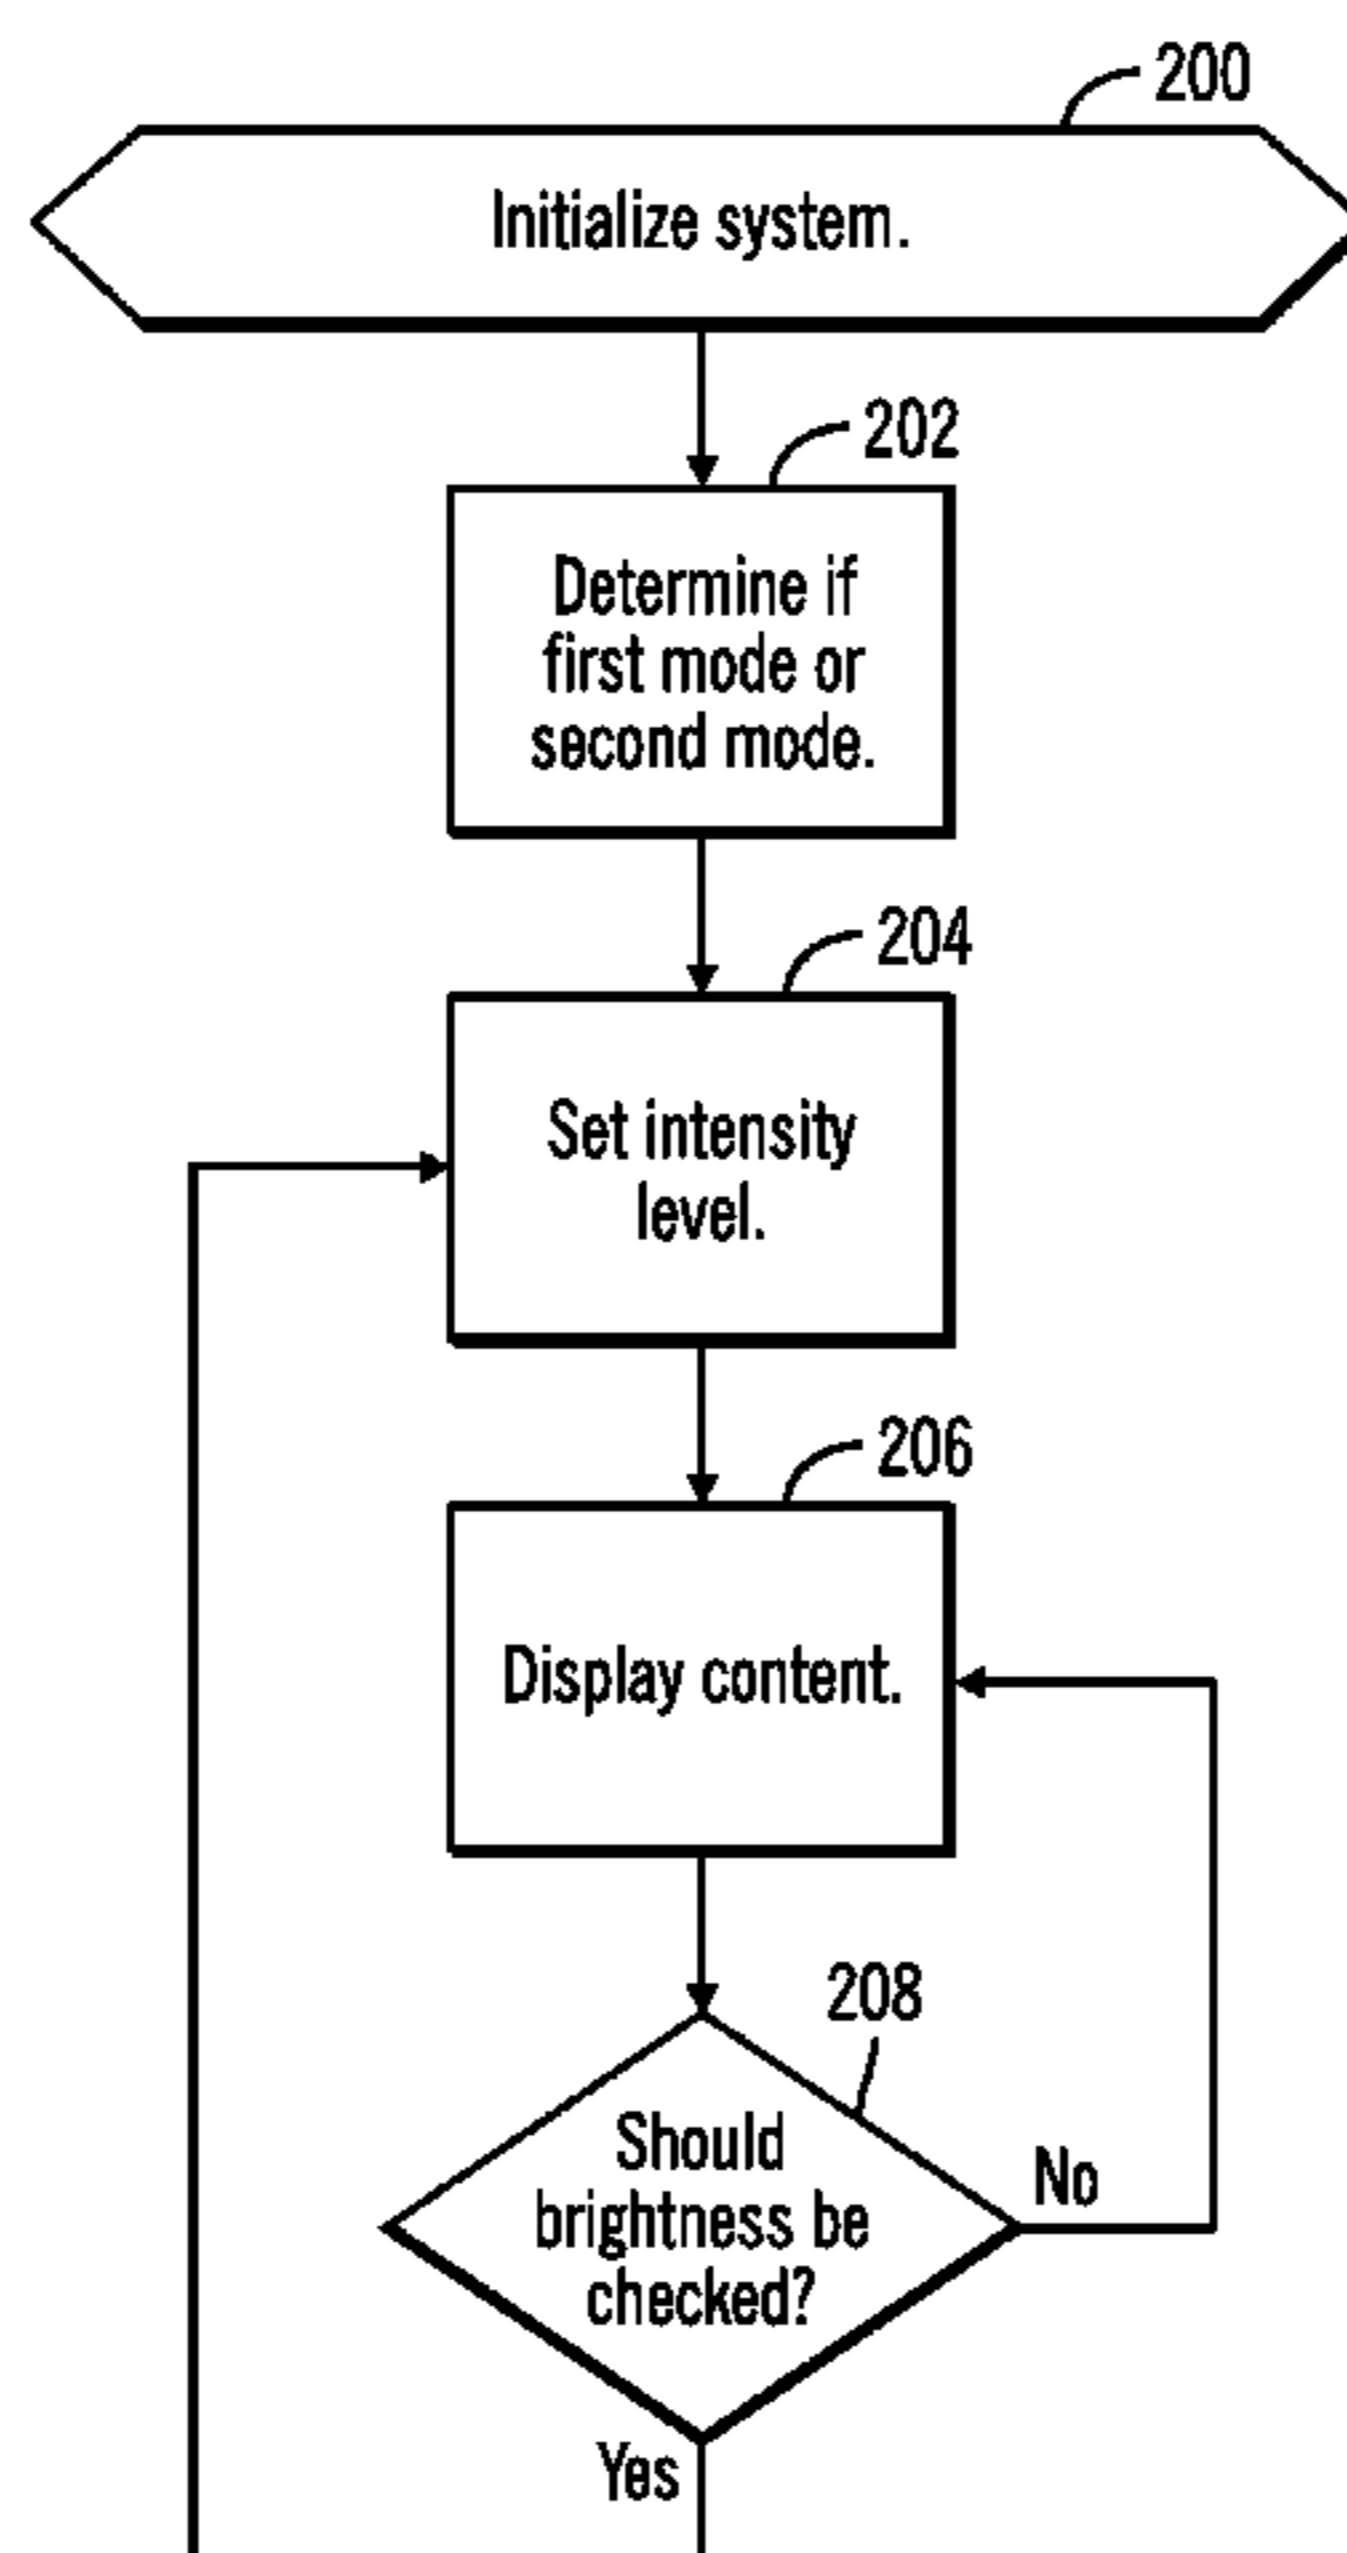 200
Initialize system.
202
Determine if
first mode or
second mode.
204
Set intensity
level.
206
Display content.
208
Should
brightness be
checked?
No
Yes